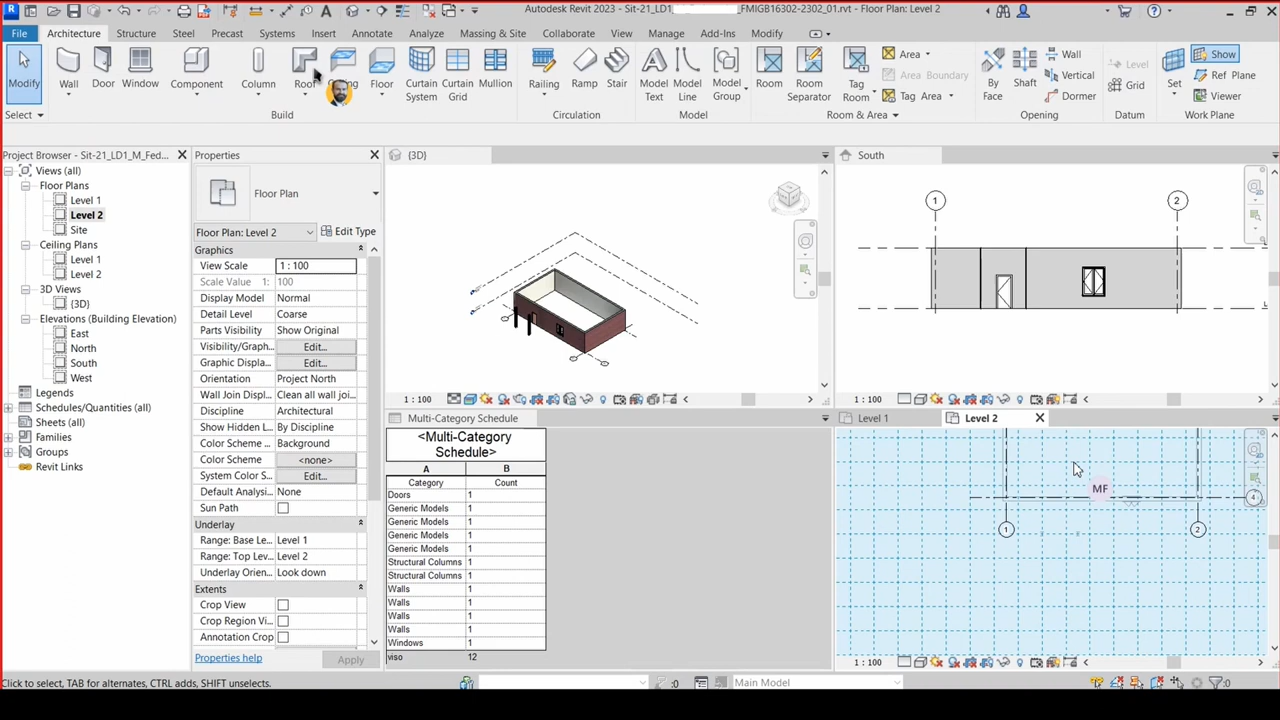 Autodesk Revit 2023 - Sit-21_LD1 _FMIGB16302-2302_01.rvt - Floor Plan: Level 2
File Architecture Structure Steel Precast Systems Insert Annotate Analyze Massing & Site Collaborate View Manage Add-Ins Modify
Modify Wall Door Window Component Column Roof Floor Curtain System Curtain Grid Mullion Railing Ramp Stair Model Text Model Line Model Group Room Room Separator Tag Room Area Area Boundary Tag Area By Face Shaft Wall Vertical Dormer Level Grid Set Show Ref Plane Viewer
Select Build Circulation Model Room & Area Opening Datum Work Plane
Project Browser - Sit-21_LD1_M_Fed...
Views (all)
Floor Plans
Level 1
Level 2
Site
Ceiling Plans
Level 1
Level 2
3D Views
{3D}
Elevations (Building Elevation)
East
North
South
West
Legends
Schedules/Quantities (all)
Sheets (all)
Families
Groups
Revit Links
Properties
Floor Plan
Floor Plan: Level 2 Edit Type
Graphics
View Scale 1 : 100
Scale Value 1: 100
Display Model Normal
Detail Level Coarse
Parts Visibility Show Original
Visibility/Graph... Edit...
Graphic Displa... Edit...
Orientation Project North
Wall Join Displ... Clean all wall joi...
Discipline Architectural
Show Hidden L... By Discipline
Color Scheme ... Background
Color Scheme <none>
System Color S... Edit...
Default Analysi... None
Sun Path
Underlay
Range: Base Le... Level 1
Range: Top Lev... Level 2
Underlay Orien... Look down
Extents
Crop View
Crop Region Vi...
Annotation Crop
Properties help Apply
{3D}
1 : 100
South
1 2
1 : 100
Multi-Category Schedule
<Multi-Category
Schedule>
A B
Category Count
Doors 1
Generic Models 1
Generic Models 1
Generic Models 1
Generic Models 1
Structural Columns 1
Structural Columns 1
Walls 1
Walls 1
Walls 1
Walls 1
Windows 1
viso 12
Level 1 Level 2
MF
1 2
1 : 100
Click to select, TAB for alternates, CTRL adds, SHIFT unselects. :0 Main Model :0